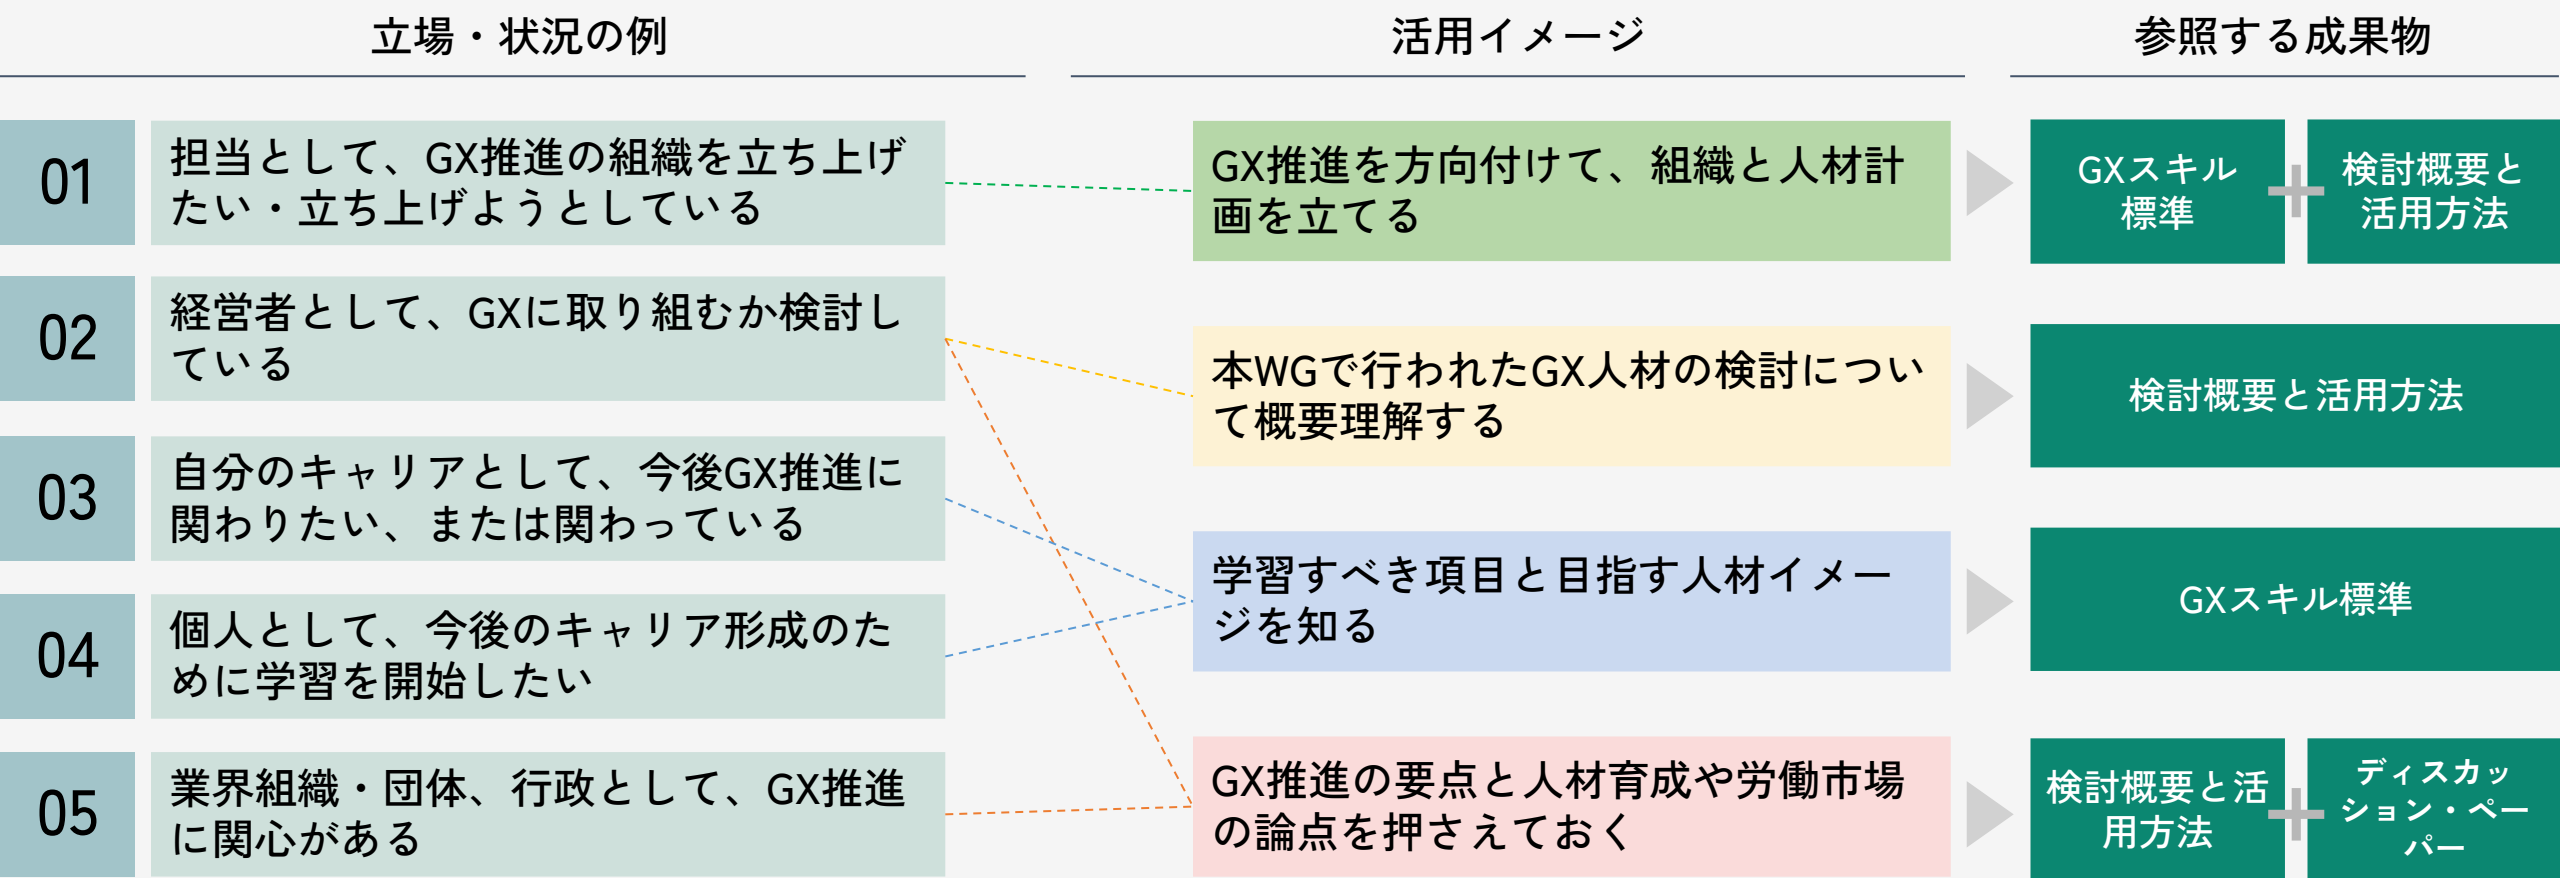 立場・状況の例
活用イメージ
参照する成果物
01
担当として、GX推進の組織を立ち上げ
たい・立ち上げようとしている
02
経営者として、GXに取り組むか検討し
ている
03
自分のキャリアとして、今後GX推進に
関わりたい、または関わっている
04
個人として、今後のキャリア形成のた
めに学習を開始したい
05
業界組織・団体、行政として、GX推進
に関心がある
GX推進を方向付けて、組織と人材計
画を立てる
本WGで行われたGX人材の検討につい
て概要理解する
学習すべき項目と目指す人材イメー
ジを知る
GX推進の要点と人材育成や労働市場
の論点を押さえておく
GXスキル
標準
+
検討概要と
活用方法
検討概要と活用方法
GXスキル標準
検討概要と活
用方法
+
ディスカッ
ション・ペー
パー